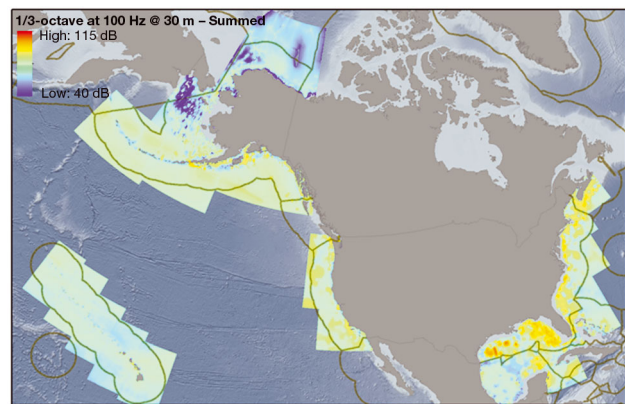 1/3-octave at 100 Hz @ 30 m – Summed
High: 115 dB
Low: 40 dB